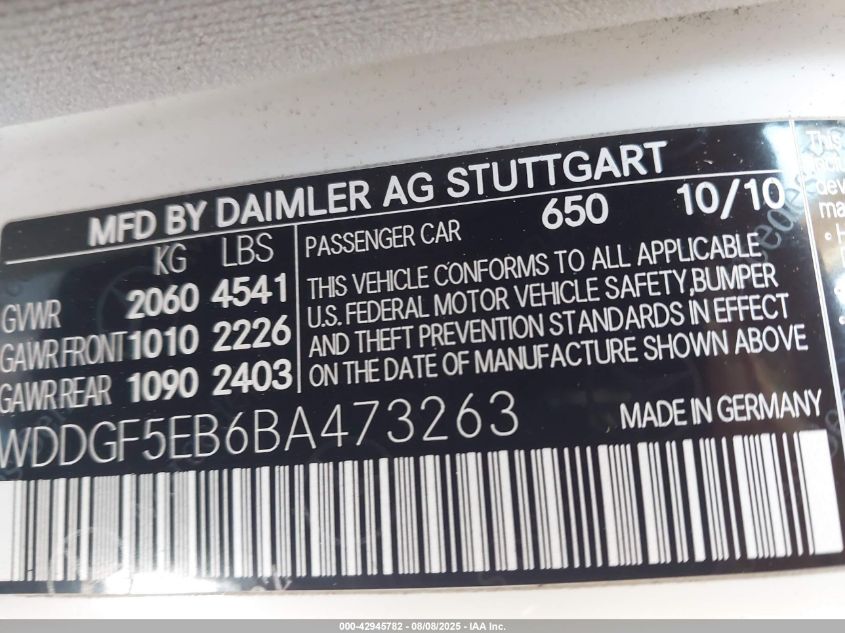 MFD BY DAIMLER AG STUTTGART
KG LBS
GVWR 2060 4541
GAWR FRONT 1010 2226
GAWR REAR 1090 2403
PASSENGER CAR 650 10/10
THIS VEHICLE CONFORMS TO ALL APPLICABLE
U.S. FEDERAL MOTOR VEHICLE SAFETY, BUMPER
AND THEFT PREVENTION STANDARDS IN EFFECT
ON THE DATE OF MANUFACTURE SHOWN ABOVE
WDDGF5EB6BA473263 MADE IN GERMANY
This
000-42945782 - 08/08/2025 - IAA Inc.